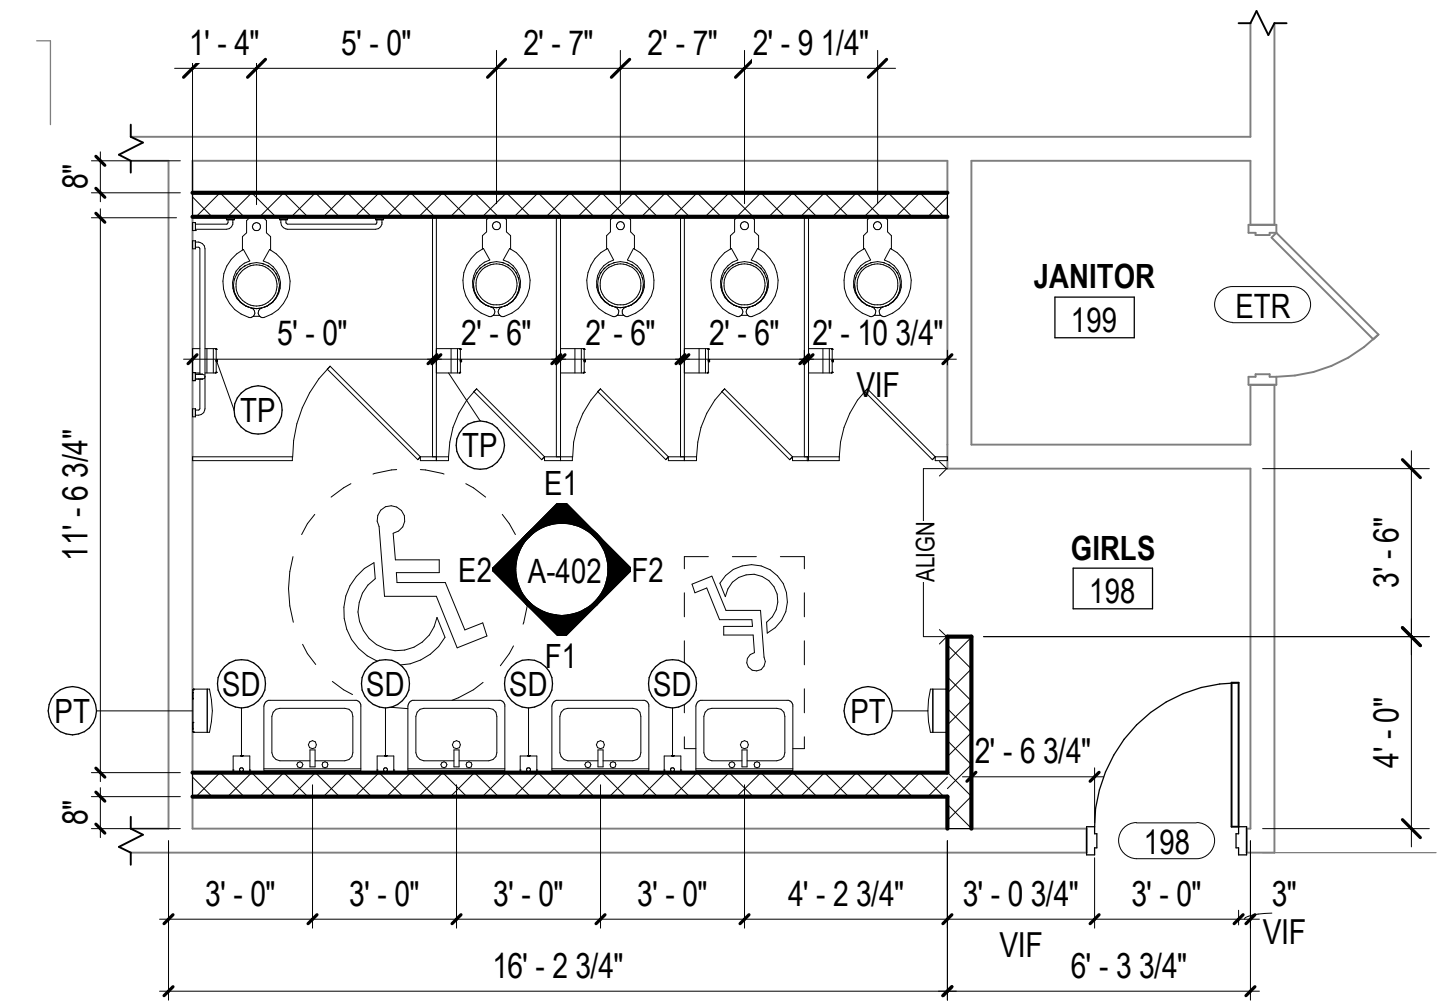 1' - 4" 5' - 0" 2' - 7" 2' - 7" 2' - 9 1/4"
8"
JANITOR
199
ETR
5' - 0" 2' - 6" 2' - 6" 2' - 6" 2' - 10 3/4"
VIF
TP
TP
11' - 6 3/4"
E1
E2 A-402 F2
F1
ALIGN
GIRLS
198
3' - 6"
SD SD SD SD
PT PT
4' - 0"
2' - 6 3/4"
8"
198
3' - 0" 3' - 0" 3' - 0" 3' - 0" 4' - 2 3/4" 3' - 0 3/4" 3' - 0" 3"
VIF VIF
16' - 2 3/4" 6' - 3 3/4"